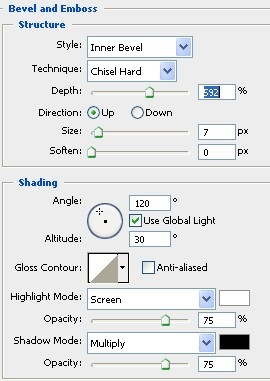 Bevel and Emboss
Structure
Style: Inner Bevel
Technique: Chisel Hard
Depth: 592 %
Direction: Up Down
Size: 7 px
Soften: 0 px
Shading
Angle: 120 °
Use Global Light
Altitude: 30 °
Gloss Contour: Anti-aliased
Highlight Mode: Screen
Opacity: 75 %
Shadow Mode: Multiply
Opacity: 75 %